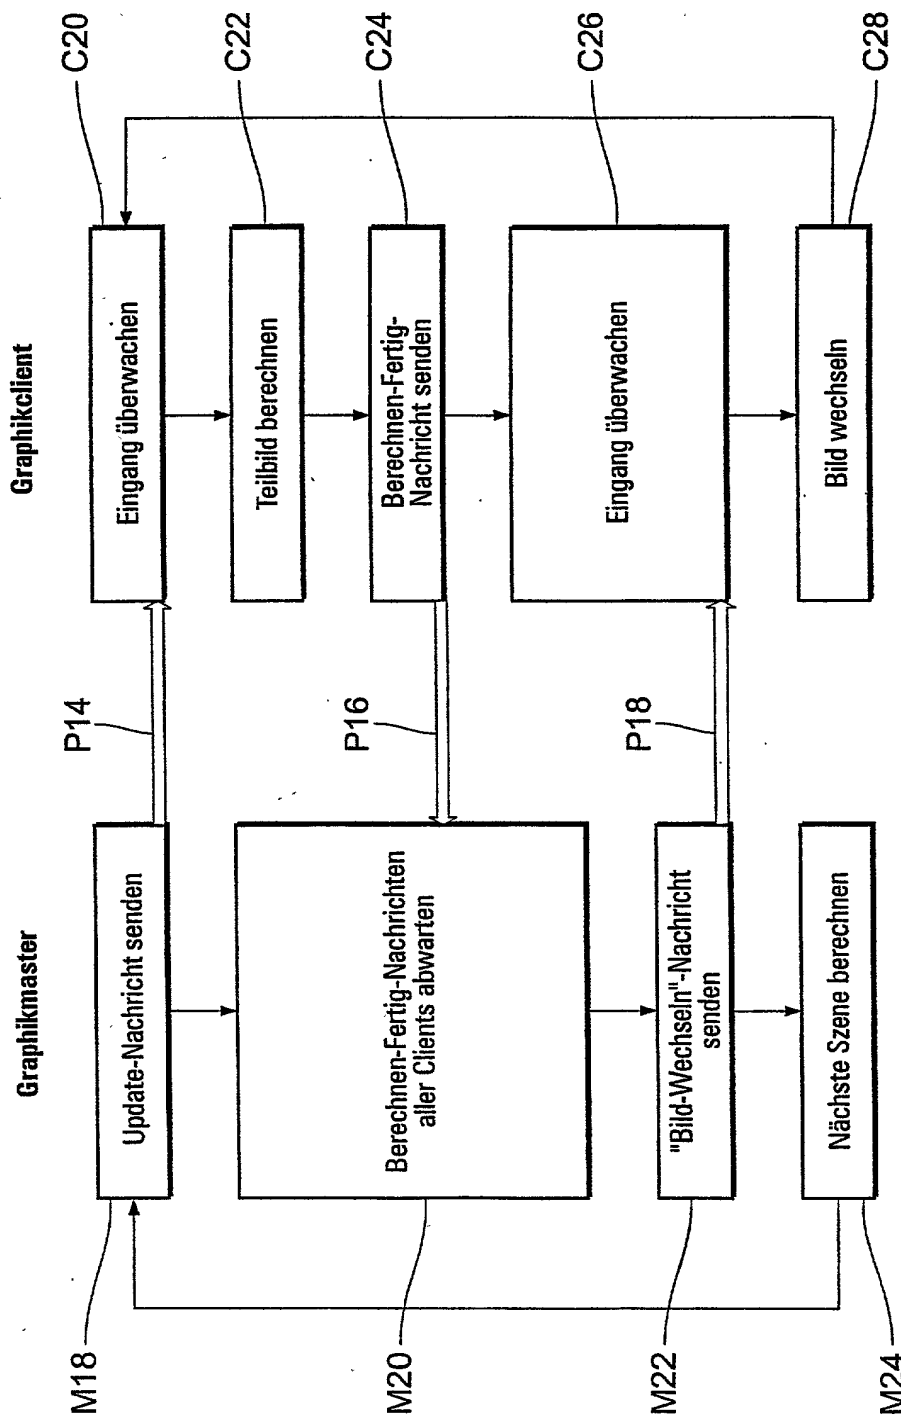 Graphikmaster
Graphikclient
M18
Update-Nachricht senden
P14
Eingang überwachen
C20
Teilbild berechnen
C22
M20
Berechnen-Fertig-Nachrichten
aller Clients abwarten
P16
Berechnen-Fertig-
Nachricht senden
C24
Eingang überwachen
C26
M22
"Bild-Wechseln"-Nachricht
senden
P18
M24
Nächste Szene berechnen
Bild wechseln
C28